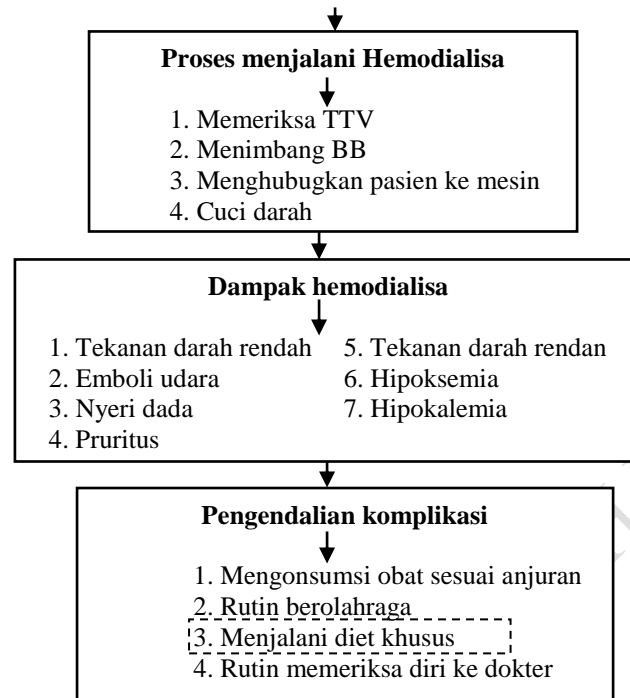 Proses menjalani Hemodialisa
1. Memeriksa TTV
2. Menimbang BB
3. Menghubugkan pasien ke mesin
4. Cuci darah
Dampak hemodialisa
1. Tekanan darah rendah
2. Emboli udara
3. Nyeri dada
4. Pruritus
5. Tekanan darah rendan
6. Hipoksemia
7. Hipokalemia
Pengendalian komplikasi
1. Mengonsumsi obat sesuai anjuran
2. Rutin berolahraga
3. Menjalani diet khusus
4. Rutin memeriksa diri ke dokter